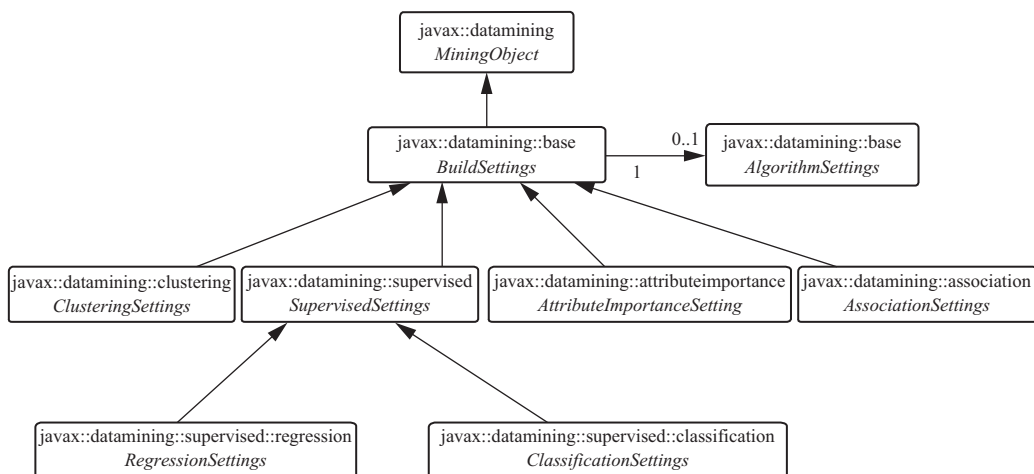 javax::datamining
MiningObject
javax::datamining::base
BuildSettings
0..1
1
javax::datamining::base
AlgorithmSettings
javax::datamining::clustering
ClusteringSettings
javax::datamining::supervised
SupervisedSettings
javax::datamining::attributeimportance
AttributeImportanceSetting
javax::datamining::association
AssociationSettings
javax::datamining::supervised::regression
RegressionSettings
javax::datamining::supervised::classification
ClassificationSettings